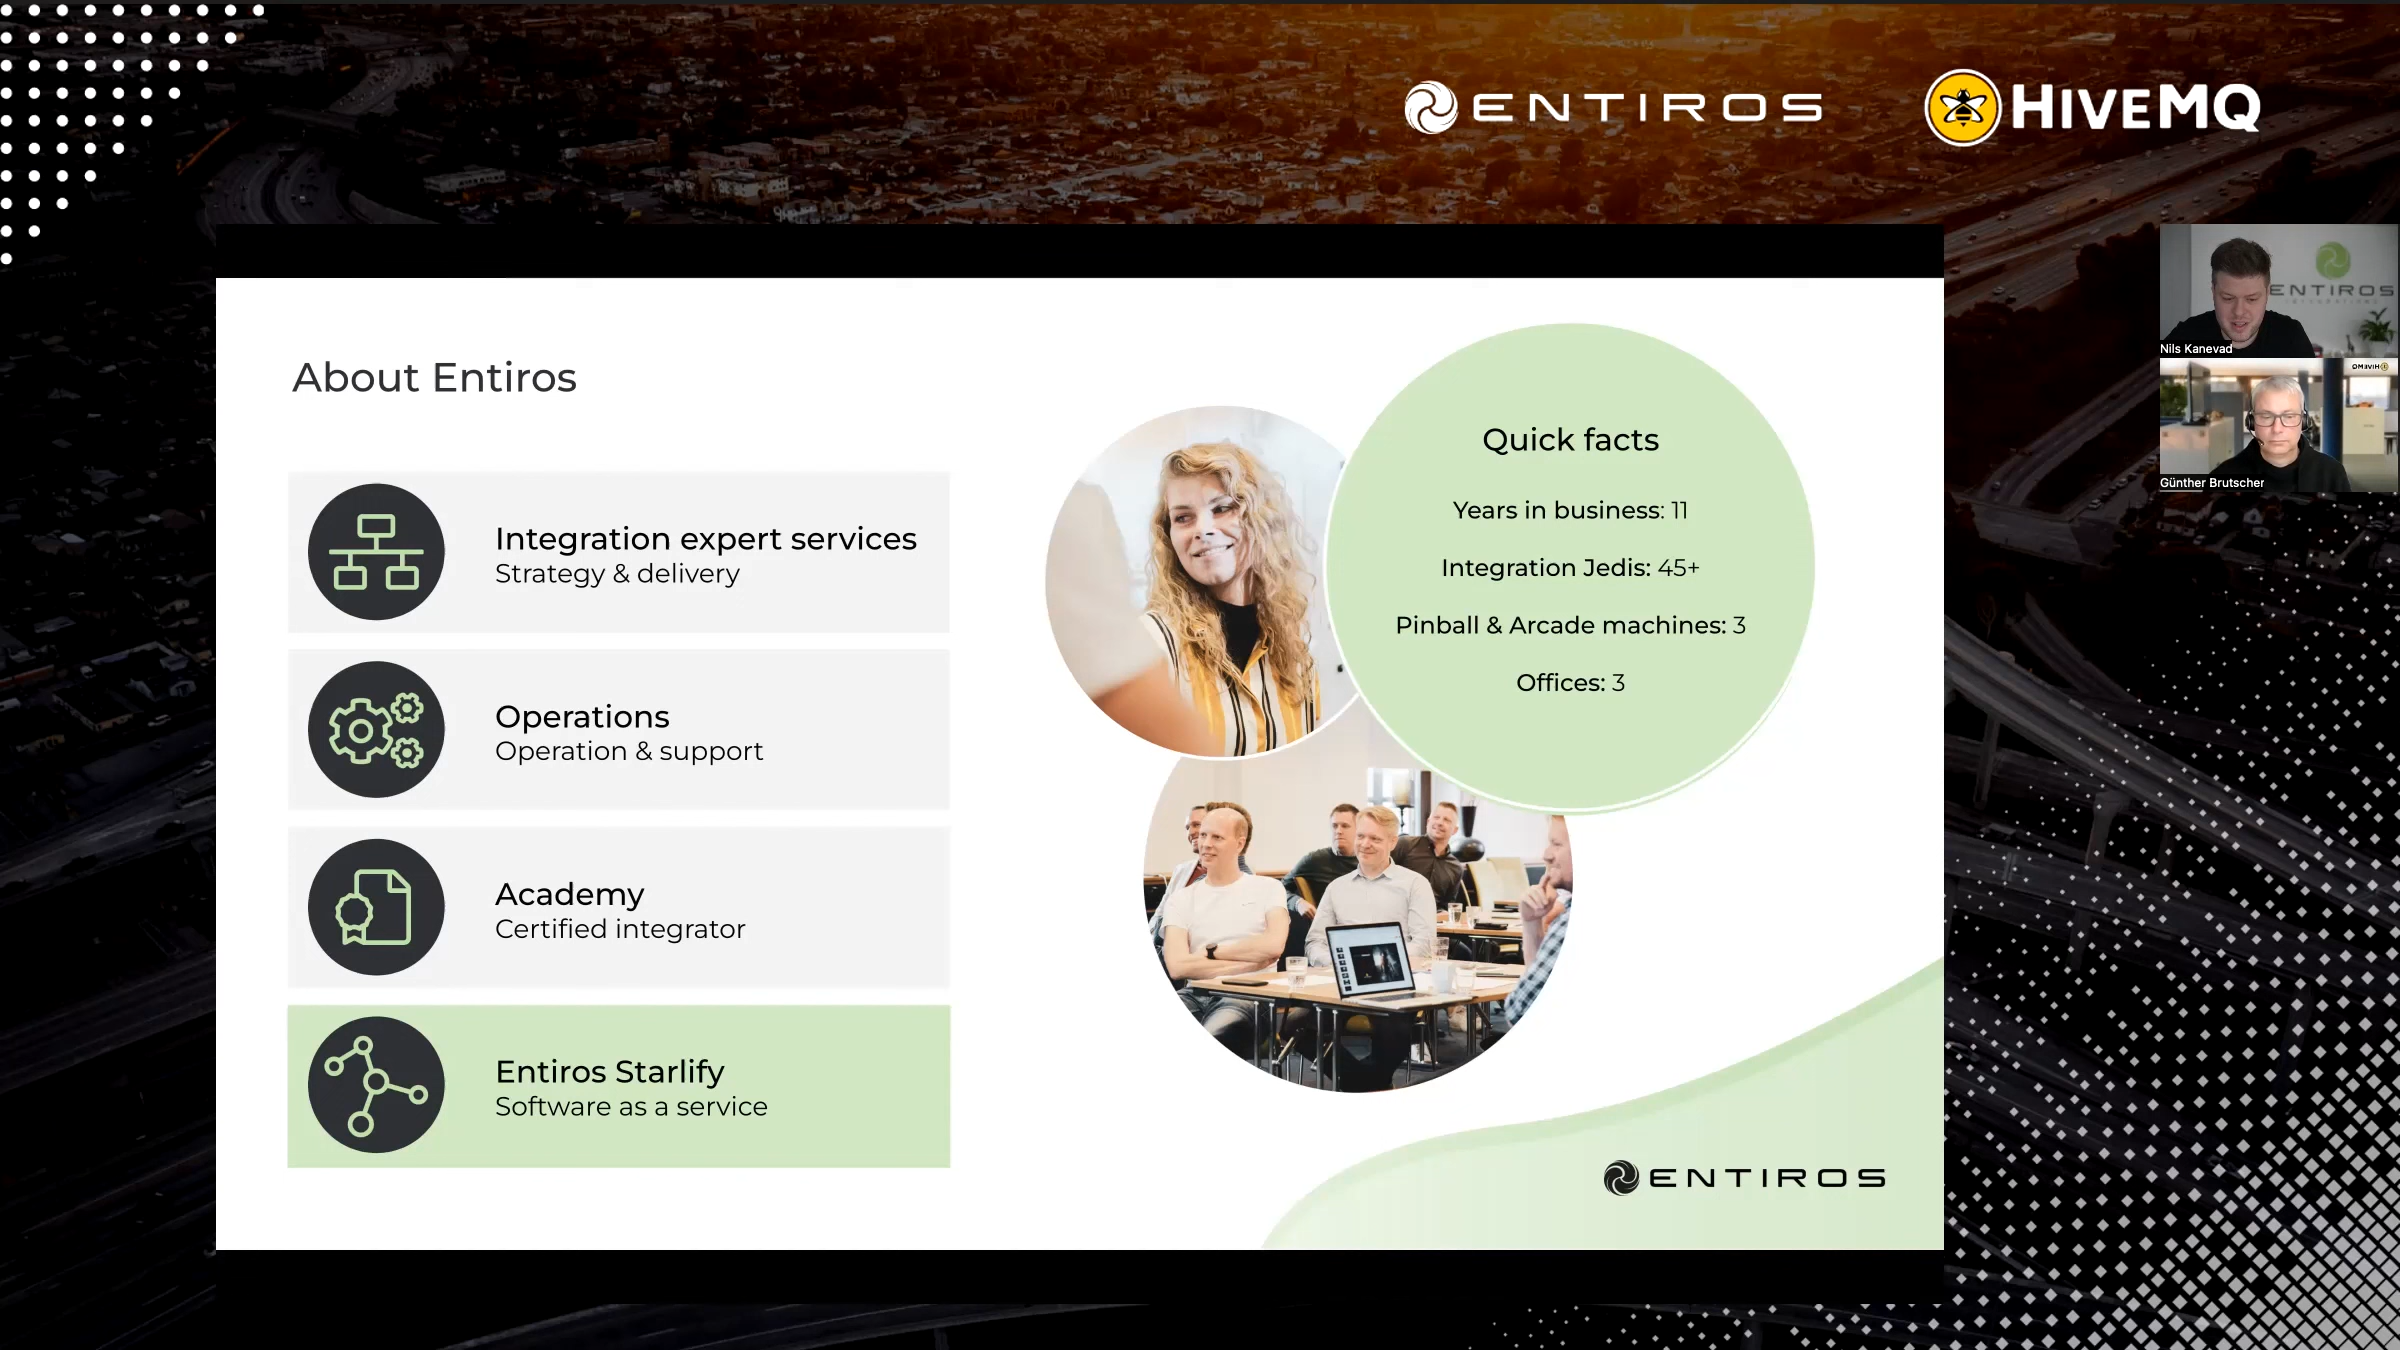 ENTIROS
HIVEMQ
About Entiros
Integration expert services
Strategy & delivery
Operations
Operation & support
Academy
Certified integrator
Entiros Starlify
Software as a service
Quick facts
Years in business: 11
Integration Jedis: 45+
Pinball & Arcade machines: 3
Offices: 3
ENTIROS
ENTIROS
Nils Kanevad
HIVEMQ
Günther Brutscher